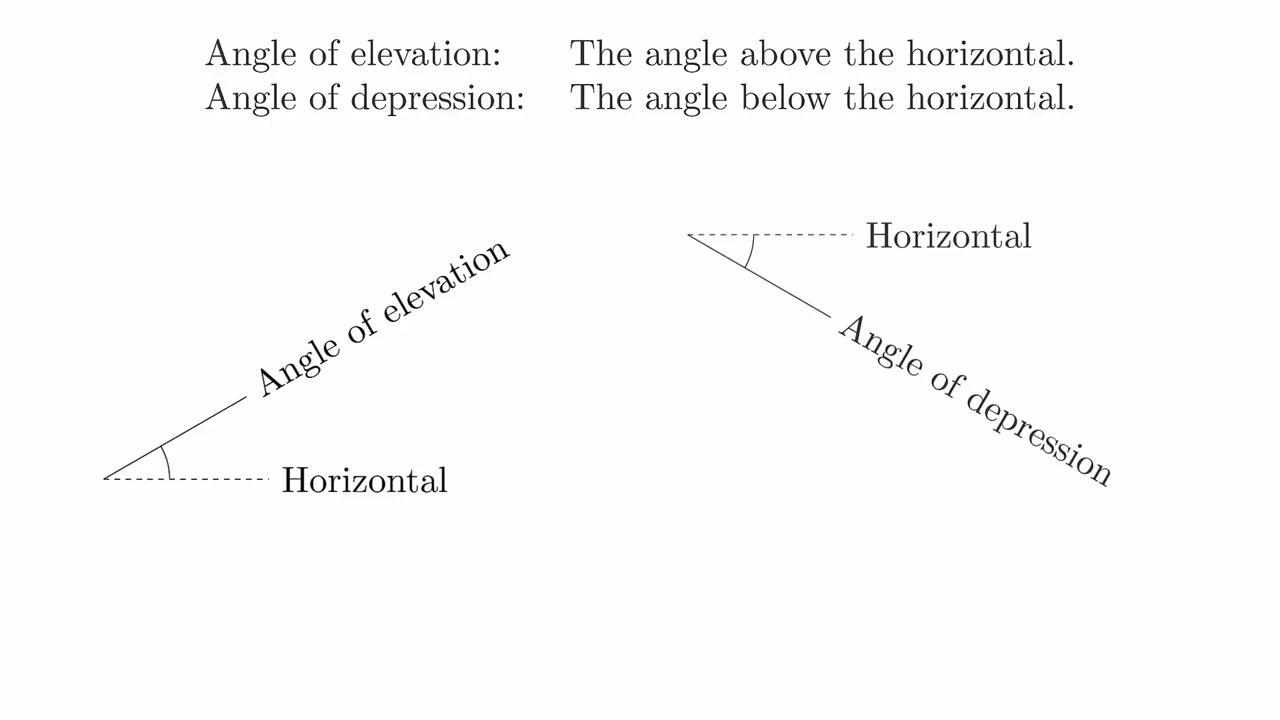 Angle of elevation: The angle above the horizontal.
Angle of depression: The angle below the horizontal.
Angle of elevation
Horizontal
Horizontal
Angle of depression